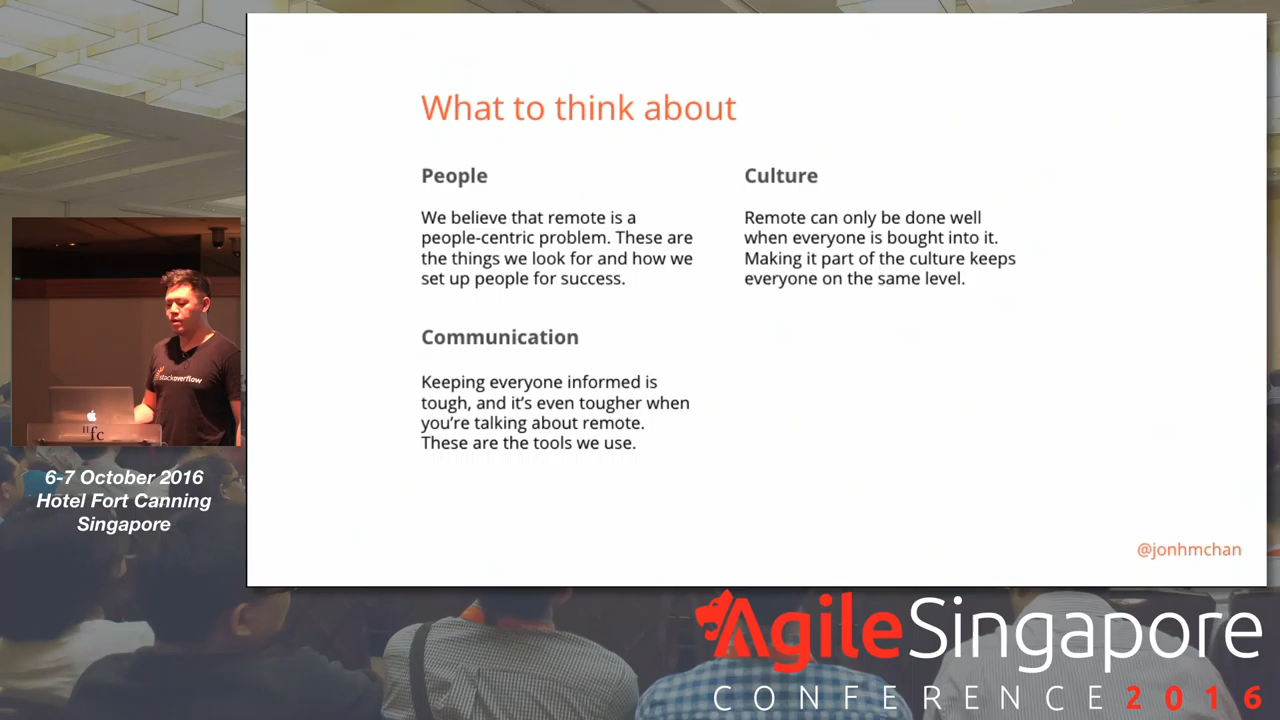 What to think about
People
We believe that remote is a
people-centric problem. These are
the things we look for and how we
set up people for success.
Culture
Remote can only be done well
when everyone is bought into it.
Making it part of the culture keeps
everyone on the same level.
Communication
Keeping everyone informed is
tough, and it's even tougher when
you're talking about remote.
These are the tools we use.
@jonhmchan
stackoverflow
fc
6-7 October 2016
Hotel Fort Canning
Singapore
AgileSingapore
CONFERENCE 2016